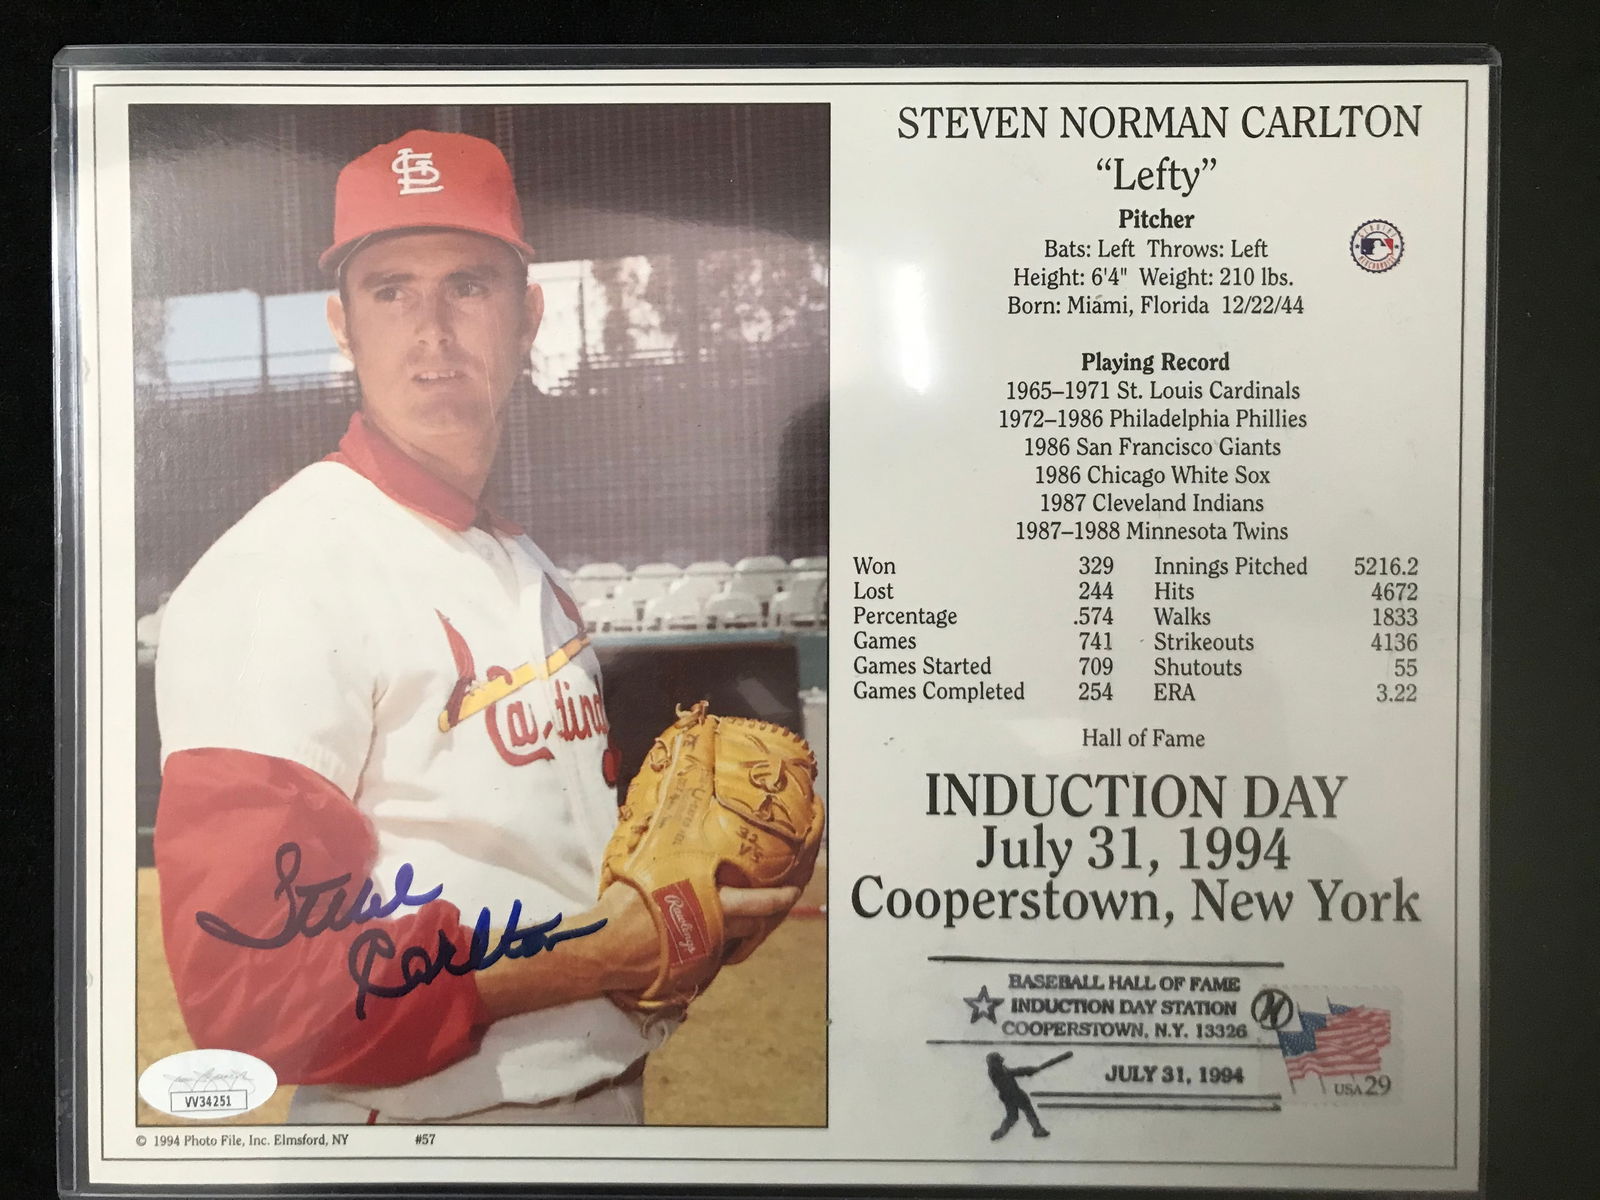 STEVEN NORMAN CARLTON
“Lefty”
Pitcher
Bats: Left Throws: Left
Height: 6'4" Weight: 210 lbs.
Born: Miami, Florida 12/22/44
GENUINE
MERCHANDISE
Playing Record
1965–1971 St. Louis Cardinals
1972–1986 Philadelphia Phillies
1986 San Francisco Giants
1986 Chicago White Sox
1987 Cleveland Indians
1987–1988 Minnesota Twins
Won 329 Innings Pitched 5216.2
Lost 244 Hits 4672
Percentage .574 Walks 1833
Games 741 Strikeouts 4136
Games Started 709 Shutouts 55
Games Completed 254 ERA 3.22
Hall of Fame
INDUCTION DAY
July 31, 1994
Cooperstown, New York
BASEBALL HALL OF FAME
INDUCTION DAY STATION
COOPERSTOWN, N.Y. 13326
JULY 31, 1994
USA 29
STL
Cardinals
Rawlings
Steve
Carlton
VV34251
© 1994 Photo File, Inc. Elmsford, NY #57